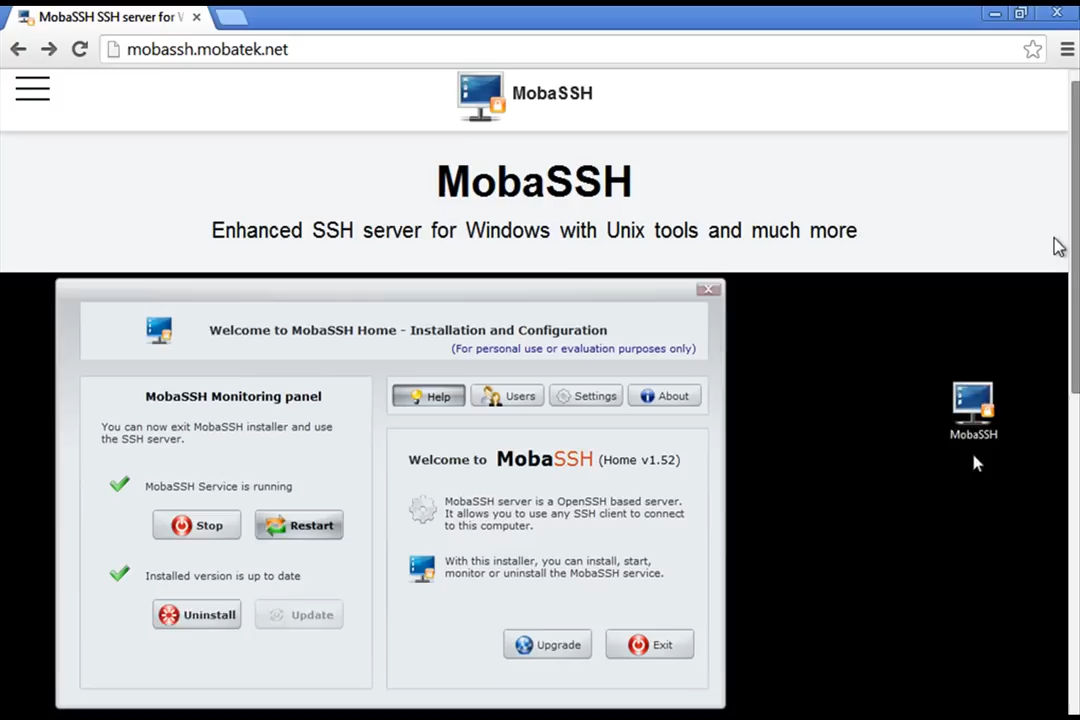 MobaSSH SSH server for W
mobassh.mobatek.net
MobaSSH
MobaSSH
Enhanced SSH server for Windows with Unix tools and much more
Welcome to MobaSSH Home - Installation and Configuration
(For personal use or evaluation purposes only)
MobaSSH Monitoring panel
You can now exit MobaSSH installer and use
the SSH server.
MobaSSH Service is running
Stop
Restart
Installed version is up to date
Uninstall
Update
Help
Users
Settings
About
Welcome to MobaSSH (Home v1.52)
MobaSSH server is a OpenSSH based server.
It allows you to use any SSH client to connect
to this computer.
With this installer, you can install, start,
monitor or uninstall the MobaSSH service.
Upgrade
Exit
MobaSSH